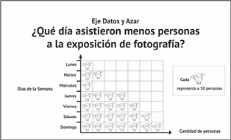 Eje Datos y Azar
¿Qué día asistieron menos personas
a la exposición de fotografía?
Días de la Semana
Lunes
Martes
Miércoles
Jueves
Viernes
Sábado
Domingo
Cada
representa a 50 personas
Cantidad de personas